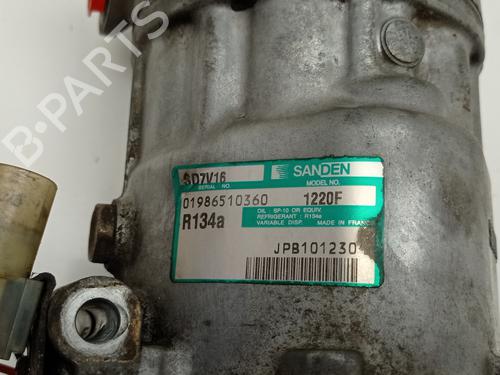 B-PARTS
SD7V16 SANDEN
SERIAL NO. MODEL NO.
01986510360 1220F
R134a OIL : SP-10 OR EQUIV.
REFRIGERANT : R134a
VARIABLE DISP. MADE IN FRANCE
JPB101230